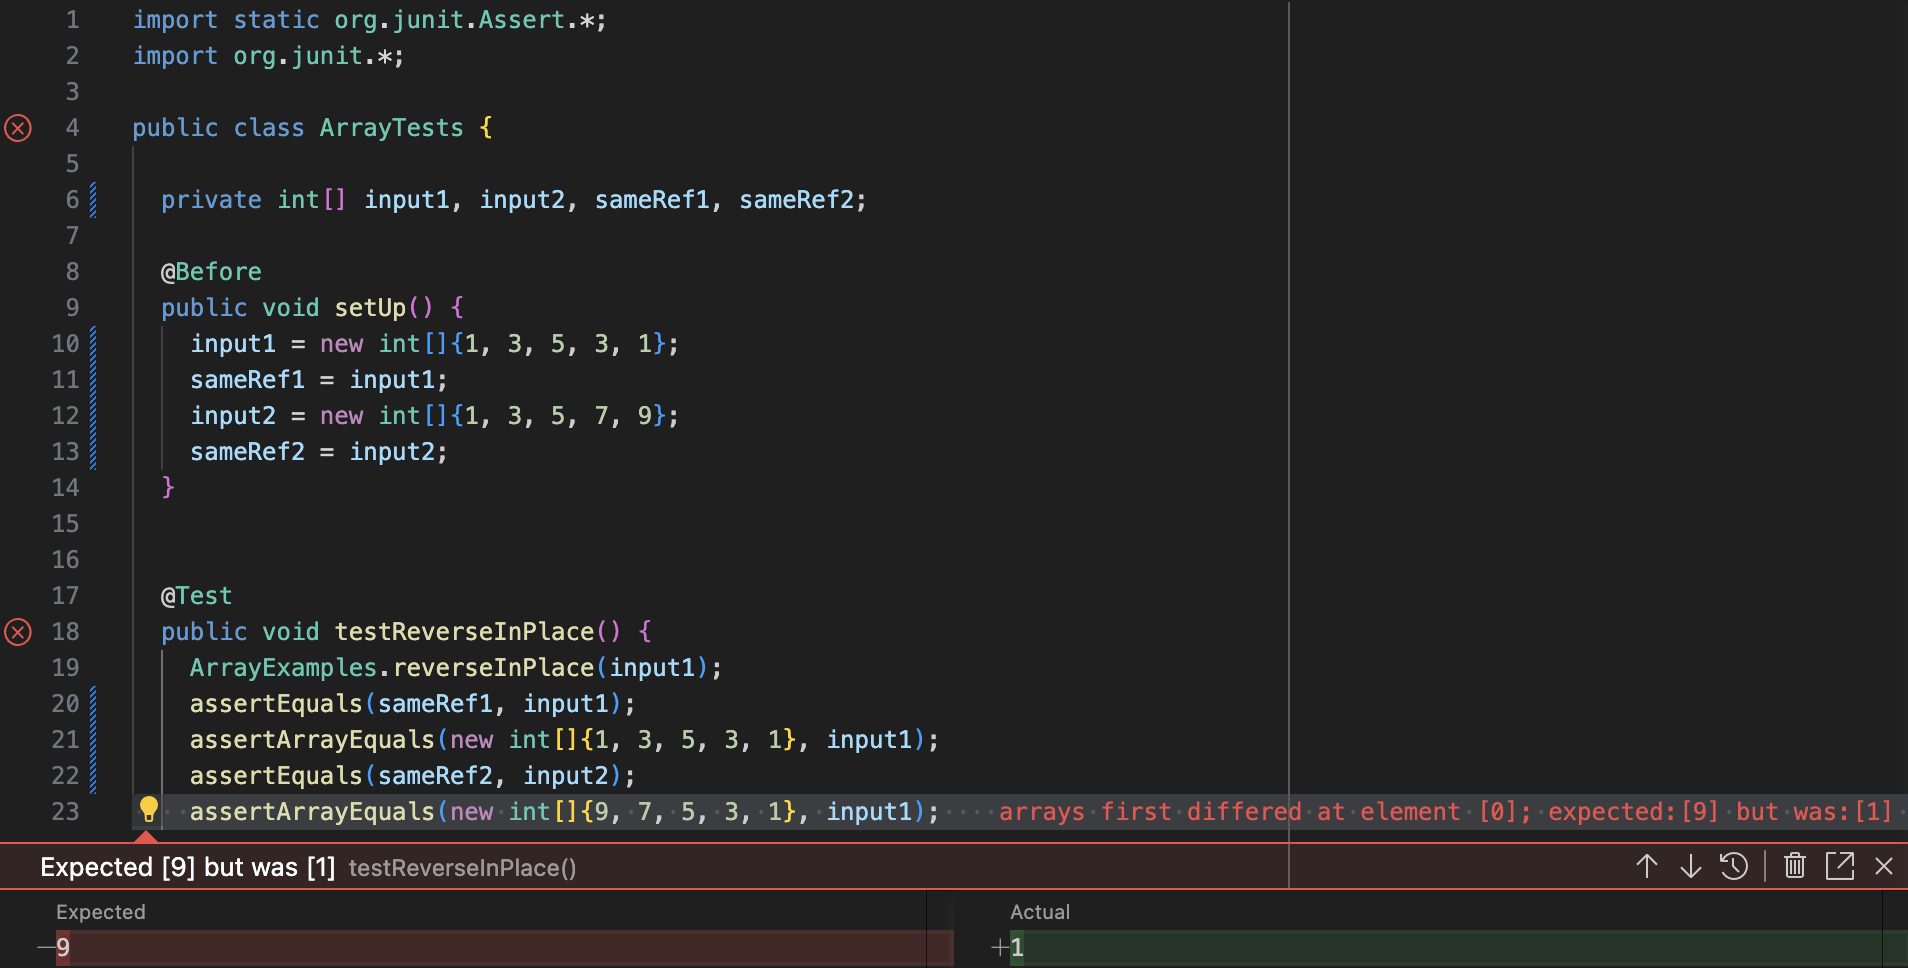 1 import static org.junit.Assert.*;
2 import org.junit.*;
3
4 public class ArrayTests {
5
6   private int[] input1, input2, sameRef1, sameRef2;
7
8   @Before
9   public void setUp() {
10     input1 = new int[]{1, 3, 5, 3, 1};
11     sameRef1 = input1;
12     input2 = new int[]{1, 3, 5, 7, 9};
13     sameRef2 = input2;
14   }
15
16
17   @Test
18   public void testReverseInPlace() {
19     ArrayExamples.reverseInPlace(input1);
20     assertEquals(sameRef1, input1);
21     assertArrayEquals(new int[]{1, 3, 5, 3, 1}, input1);
22     assertEquals(sameRef2, input2);
23     assertArrayEquals(new int[]{9, 7, 5, 3, 1}, input1);    arrays first differed at element [0]; expected:[9] but was:[1]
Expected [9] but was [1] testReverseInPlace()
Expected Actual
—9 +1